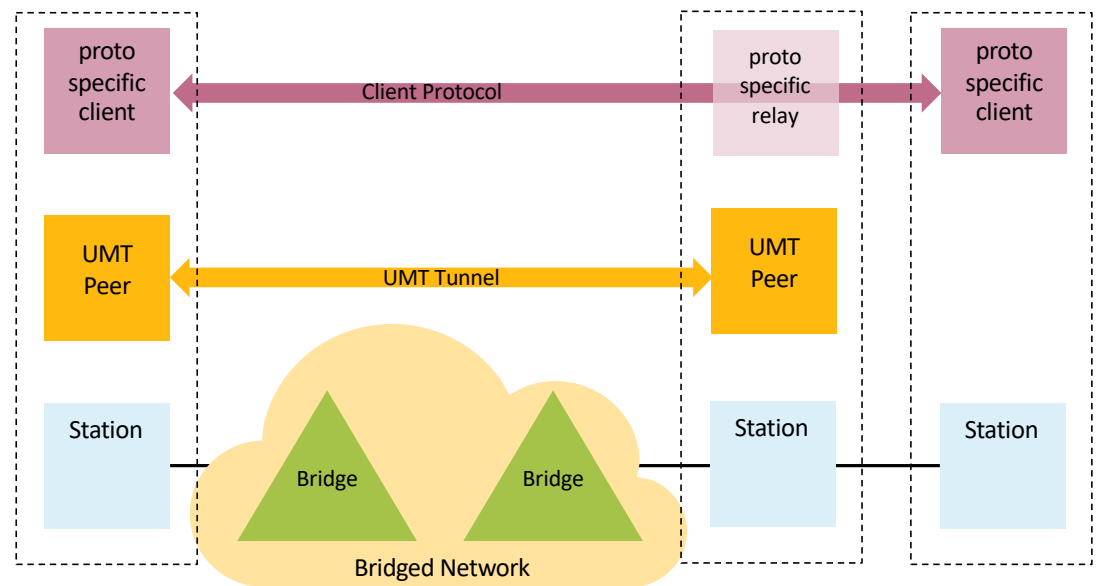 proto
specific
client
Client Protocol
proto
specific
relay
proto
specific
client
UMT
Peer
UMT Tunnel
UMT
Peer
Station
Bridge
Bridge
Station
Station
Bridged Network